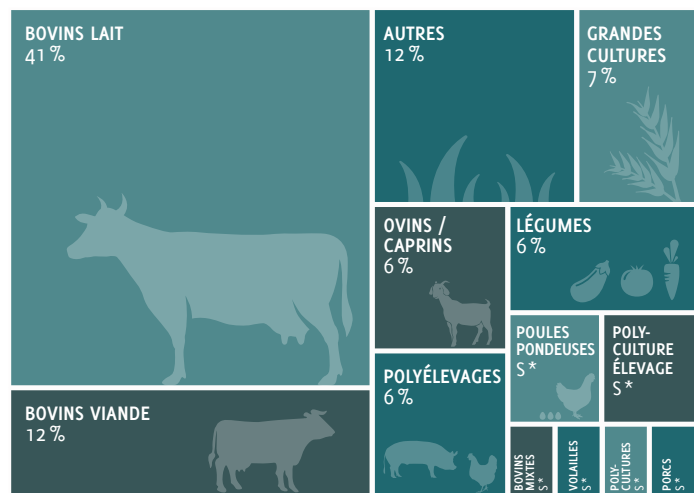 BOVINS LAIT
41 %
AUTRES
12 %
GRANDES
CULTURES
7 %
OVINS /
CAPRINS
6 %
LÉGUMES
6 %
POULES
PONDEUSES
S*
POLY-
CULTURE
ÉLEVAGE
S*
POLYÉLEVAGES
6 %
BOVINS VIANDE
12 %
BOVINS
MIXTES
S*
VOLAILLES
S*
POLY-
CULTURES
S*
PORCS
S*